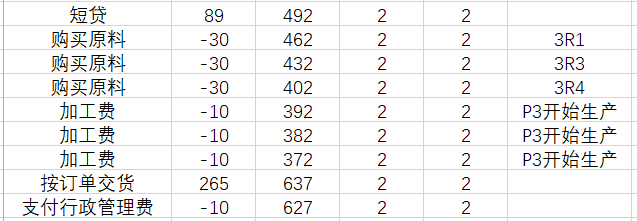 短贷 89 492 2 2
购买原料 -30 462 2 2 3R1
购买原料 -30 432 2 2 3R3
购买原料 -30 402 2 2 3R4
加工费 -10 392 2 2 P3开始生产
加工费 -10 382 2 2 P3开始生产
加工费 -10 372 2 2 P3开始生产
按订单交货 265 637 2 2
支付行政管理费 -10 627 2 2